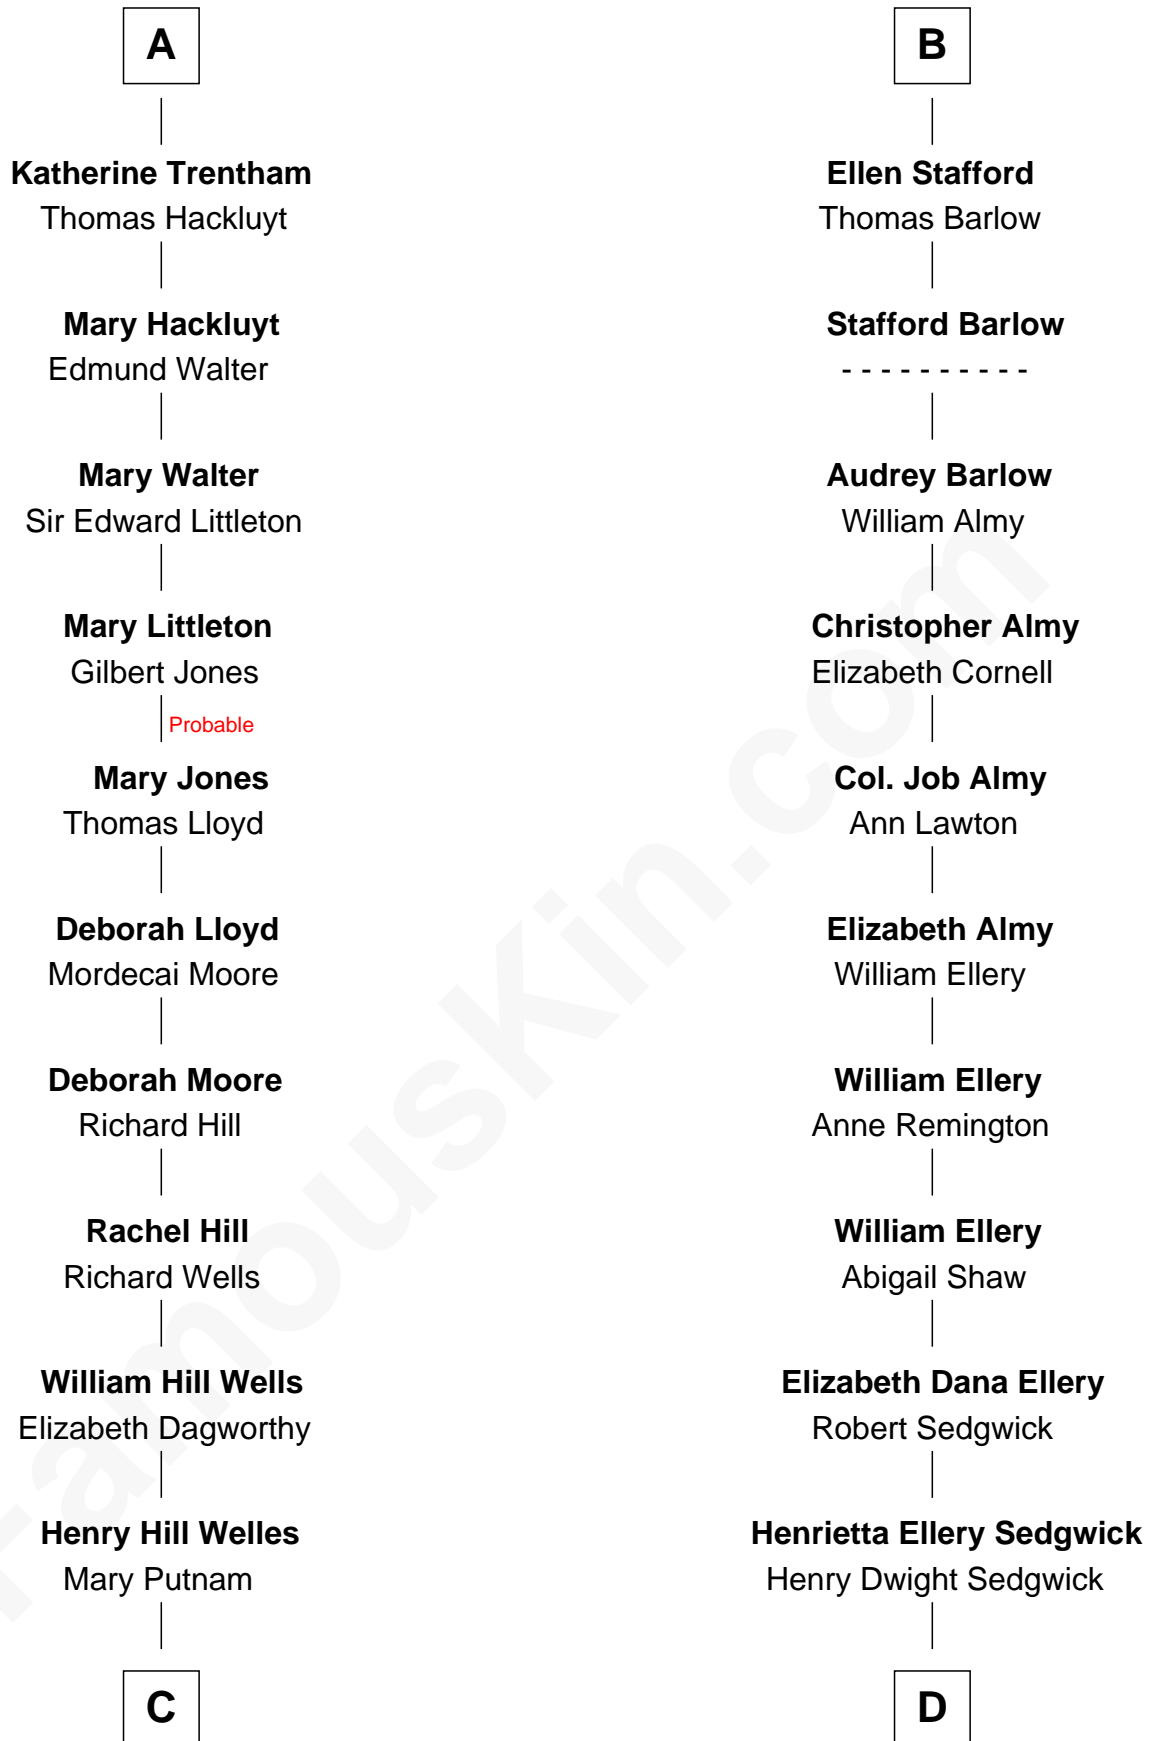 A
Katherine Trentham
Thomas Hackluyt
Mary Hackluyt
Edmund Walter
Mary Walter
Sir Edward Littleton
Mary Littleton
Gilbert Jones
Probable
Mary Jones
Thomas Lloyd
Deborah Lloyd
Mordecai Moore
Deborah Moore
Richard Hill
Rachel Hill
Richard Wells
William Hill Wells
Elizabeth Dagworthy
Henry Hill Welles
Mary Putnam
C
B
Ellen Stafford
Thomas Barlow
Stafford Barlow
- - - - - - - - - -
Audrey Barlow
William Almy
Christopher Almy
Elizabeth Cornell
Col. Job Almy
Ann Lawton
Elizabeth Almy
William Ellery
William Ellery
Anne Remington
William Ellery
Abigail Shaw
Elizabeth Dana Ellery
Robert Sedgwick
Henrietta Ellery Sedgwick
Henry Dwight Sedgwick
D
FamousKin.com